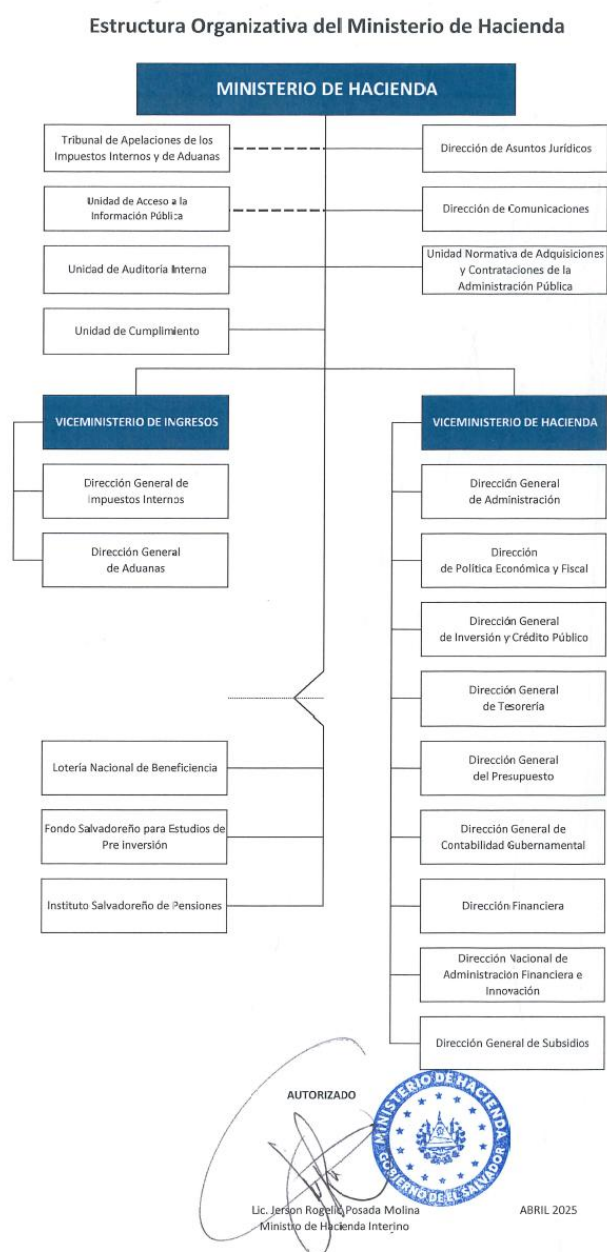 Estructura Organizativa del Ministerio de Hacienda
MINISTERIO DE HACIENDA
Tribunal de Apelaciones de los
Impuestos Internos y de Aduanas
Dirección de Asuntos Jurídicos
Unidad de Acceso a la
Información Pública
Dirección de Comunicaciones
Unidad de Auditoría Interna
Unidad Normativa de Adquisiciones
y Contrataciones de la
Administración Pública
Unidad de Cumplimiento
VICEMINISTERIO DE INGRESOS
Dirección General de
Impuestos Internos
Dirección General
de Aduanas
VICEMINISTERIO DE HACIENDA
Dirección General
de Administración
Dirección
de Política Económica y Fiscal
Dirección General
de Inversión y Crédito Público
Dirección General
de Tesorería
Dirección General
del Presupuesto
Dirección General de
Contabilidad Gubernamental
Dirección Financiera
Dirección Nacional de
Administración Financiera e
Innovación
Dirección General de Subsidios
Lotería Nacional de Beneficiencia
Fondo Salvadoreño para Estudios de
Pre inversión
Instituto Salvadoreño de Pensiones
AUTORIZADO
MINISTERIO DE HACIENDA
GOBIERNO DE EL SALVADOR
Lic. Jerson Rogelio Posada Molina
Ministro de Hacienda Interino
ABRIL 2025